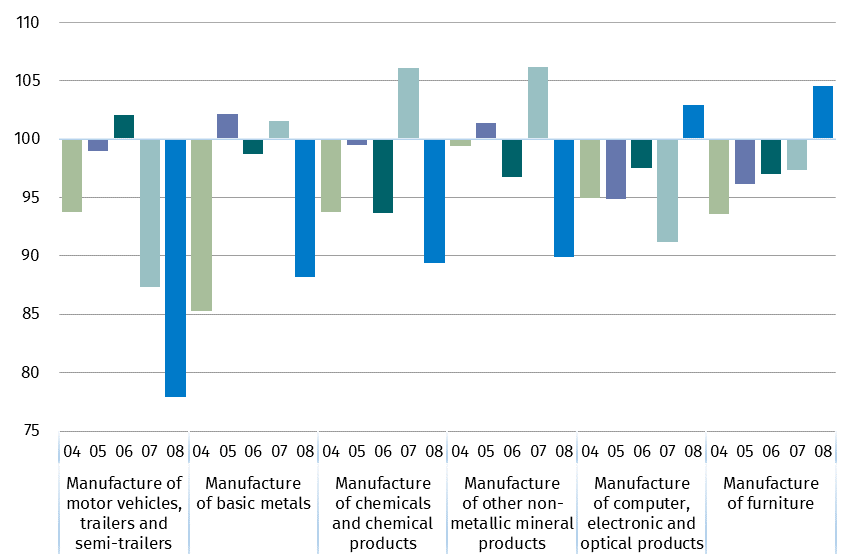 110
105
100
95
90
85
80
75
04 05 06 07 08 04 05 06 07 08 04 05 06 07 08 04 05 06 07 08 04 05 06 07 08 04 05 06 07 08
Manufacture of
motor vehicles,
trailers and
semi-trailers
Manufacture
of basic metals
Manufacture
of chemicals
and chemical
products
Manufacture
of other non-
metallic mineral
products
Manufacture
of computer,
electronic and
optical products
Manufacture
of furniture